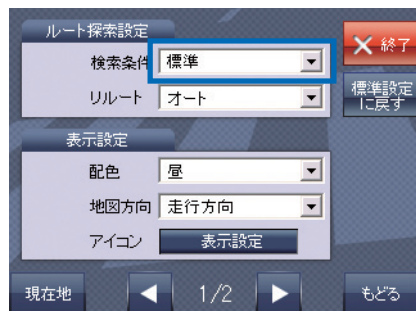 ルート探索設定
検索条件 標準
リルート オート
表示設定
配色 昼
地図方向 走行方向
アイコン 表示設定
終了
標準設定
に戻す
現在地 1/2 もどる